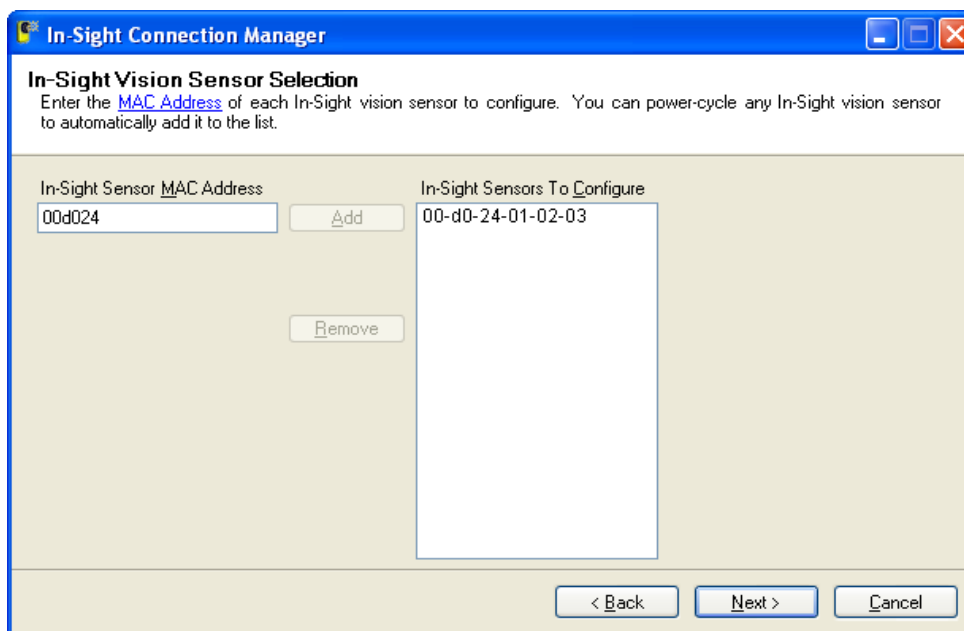 In-Sight Connection Manager
In-Sight Vision Sensor Selection
Enter the MAC Address of each In-Sight vision sensor to configure. You can power-cycle any In-Sight vision sensor
to automatically add it to the list.
In-Sight Sensor MAC Address
In-Sight Sensors To Configure
00d024
Add
00-d0-24-01-02-03
Remove
< Back
Next >
Cancel